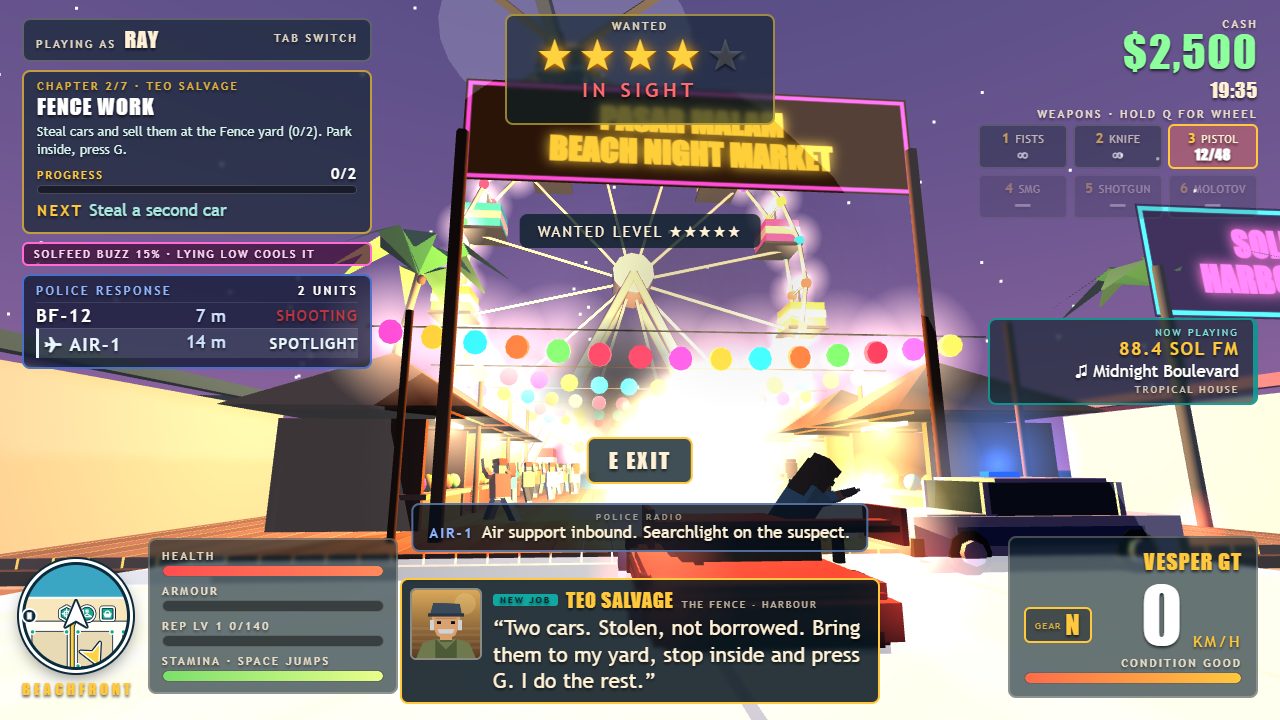 PLAYING AS RAY
TAB SWITCH
CHAPTER 2/7 · TEO SALVAGE
FENCE WORK
Steal cars and sell them at the Fence yard (0/2). Park
inside, press G.
PROGRESS 0/2
NEXT Steal a second car
SOLFEED BUZZ 15% · LYING LOW COOLS IT
POLICE RESPONSE 2 UNITS
BF-12 7 m SHOOTING
AIR-1 14 m SPOTLIGHT
WANTED
IN SIGHT
PASAR MALAM
BEACH NIGHT MARKET
WANTED LEVEL ★★★★★
CASH
$2,500
19:35
WEAPONS · HOLD Q FOR WHEEL
1 FISTS
∞
2 KNIFE
∞
3 PISTOL
12/48
4 SMG
—
5 SHOTGUN
—
6 MOLOTOV
—
NOW PLAYING
88.4 SOL FM
♫ Midnight Boulevard
TROPICAL HOUSE
E EXIT
POLICE RADIO
AIR-1 Air support inbound. Searchlight on the suspect.
HEALTH
ARMOUR
REP LV 1 0/140
STAMINA · SPACE JUMPS
BEACHFRONT
NEW JOB TEO SALVAGE THE FENCE · HARBOUR
“Two cars. Stolen, not borrowed. Bring
them to my yard, stop inside and press
G. I do the rest.”
VESPER GT
GEAR N
0 KM/H
CONDITION GOOD